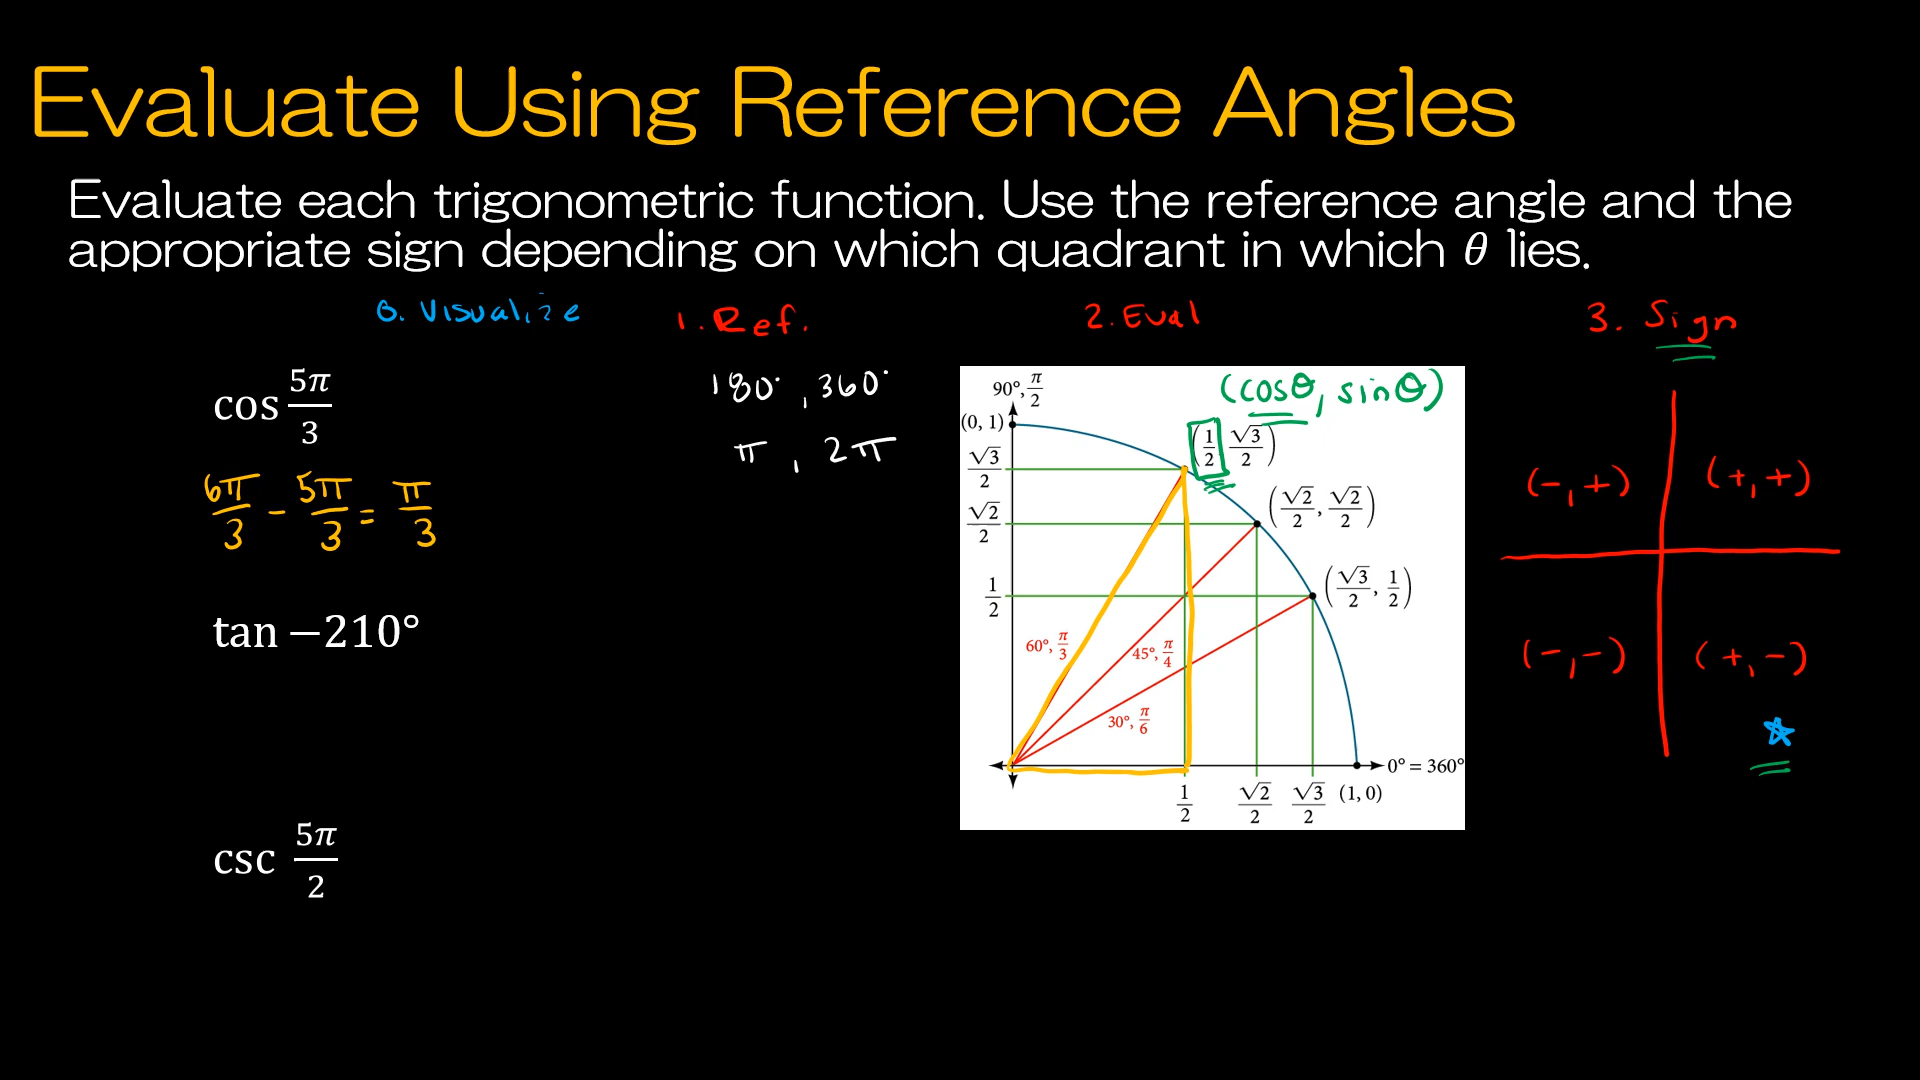 Evaluate Using Reference Angles
Evaluate each trigonometric function. Use the reference angle and the
appropriate sign depending on which quadrant in which θ lies.
0. Visualize
1. Ref.
2. Eval
3. Sign
cos 5π/3
6π/3 - 5π/3 = π/3
tan −210°
csc 5π/2
180°, 360°
π, 2π
90°, π/2
(cosθ, sinθ)
(0, 1)
(1/2, √3/2)
√3/2
(√2/2, √2/2)
√2/2
(√3/2, 1/2)
1/2
60°, π/3
45°, π/4
30°, π/6
0° = 360°
1/2
√2/2
√3/2
(1, 0)
(-, +)
(+, +)
(-, -)
(+, -)